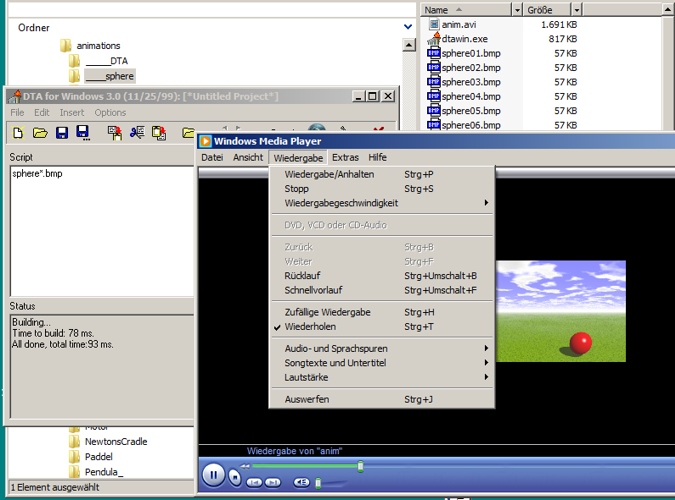 Ordner
animations
_____DTA
____sphere
Name
Größe
anim.avi 1.691 KB
dtawin.exe 817 KB
sphere01.bmp 57 KB
sphere02.bmp 57 KB
sphere03.bmp 57 KB
sphere04.bmp 57 KB
sphere05.bmp 57 KB
sphere06.bmp 57 KB
DTA for Windows 3.0 (11/25/99): [*Untitled Project*]
File Edit Insert Options
Script
sphere*.bmp
Status
Building...
Time to build: 78 ms.
All done, total time:93 ms.
Windows Media Player
Datei Ansicht Wiedergabe Extras Hilfe
Wiedergabe/Anhalten Strg+P
Stopp Strg+S
Wiedergabegeschwindigkeit
DVD, VCD oder CD-Audio
Zurück Strg+B
Weiter Strg+F
Rücklauf Strg+Umschalt+B
Schnellvorlauf Strg+Umschalt+F
Zufällige Wiedergabe Strg+H
Wiederholen Strg+T
Audio- und Sprachspuren
Songtexte und Untertitel
Lautstärke
Auswerfen Strg+J
Wiedergabe von "anim"
NewtonsCradle
Paddel
Pendula_
1 Element ausgewählt